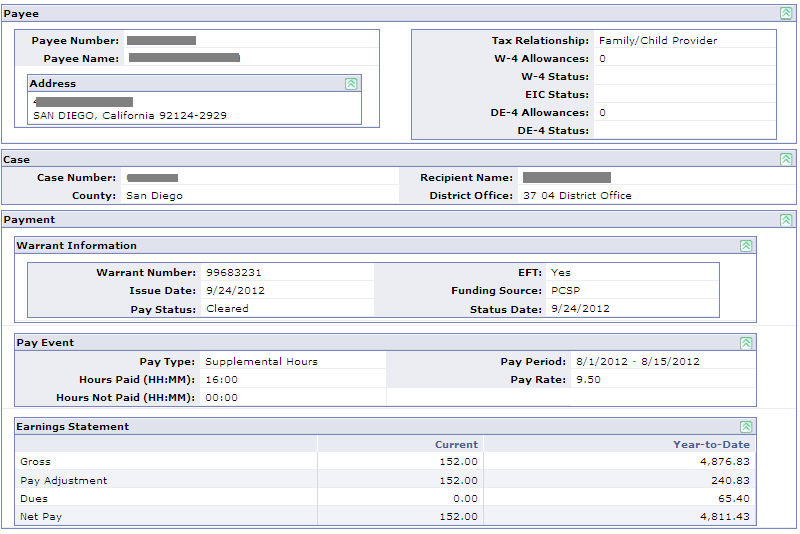 Payee
Payee Number:
Payee Name:
Address
SAN DIEGO, California 92124-2929
Tax Relationship: Family/Child Provider
W-4 Allowances: 0
W-4 Status:
EIC Status:
DE-4 Allowances: 0
DE-4 Status:
Case
Case Number: Recipient Name:
County: San Diego District Office: 37 04 District Office
Payment
Warrant Information
Warrant Number: 99683231 EFT: Yes
Issue Date: 9/24/2012 Funding Source: PCSP
Pay Status: Cleared Status Date: 9/24/2012
Pay Event
Pay Type: Supplemental Hours Pay Period: 8/1/2012 - 8/15/2012
Hours Paid (HH:MM): 16:00 Pay Rate: 9.50
Hours Not Paid (HH:MM): 00:00
Earnings Statement
Current Year-to-Date
Gross 152.00 4,876.83
Pay Adjustment 152.00 240.83
Dues 0.00 65.40
Net Pay 152.00 4,811.43